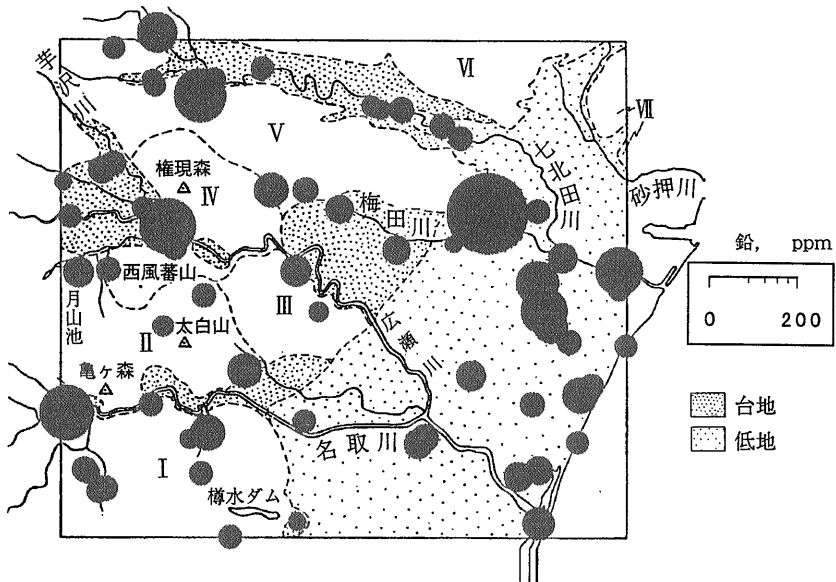 芋沢川
Ⅵ
Ⅶ
Ⅴ
七北田川
砂押川
権現森
Ⅳ
梅田川
鉛, ppm
0 200
西風蕃山
月山池
Ⅲ
広瀬川
Ⅱ
太白山
亀ヶ森
台地
低地
名取川
Ⅰ
樽水ダム